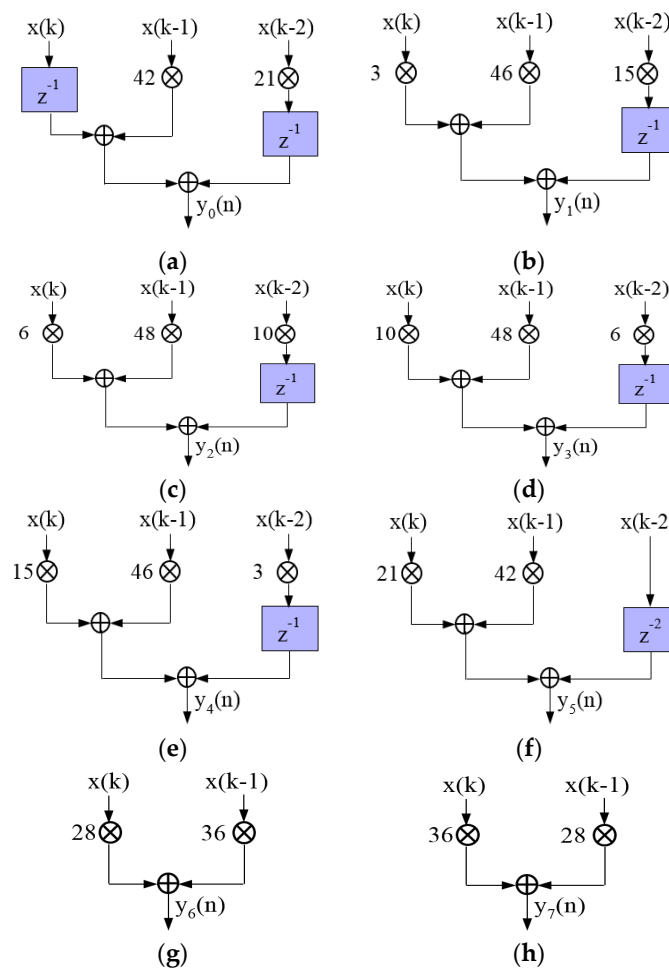 x(k) x(k-1) x(k-2)
z⁻¹ 42 21
z⁻¹
y₀(n)
(a)
x(k) x(k-1) x(k-2)
3 46 15
z⁻¹
y₁(n)
(b)
x(k) x(k-1) x(k-2)
6 48 10
z⁻¹
y₂(n)
(c)
x(k) x(k-1) x(k-2)
10 48 6
z⁻¹
y₃(n)
(d)
x(k) x(k-1) x(k-2)
15 46 3
z⁻¹
y₄(n)
(e)
x(k) x(k-1) x(k-2
21 42
z⁻²
y₅(n)
(f)
x(k) x(k-1)
28 36
y₆(n)
(g)
x(k) x(k-1)
36 28
y₇(n)
(h)